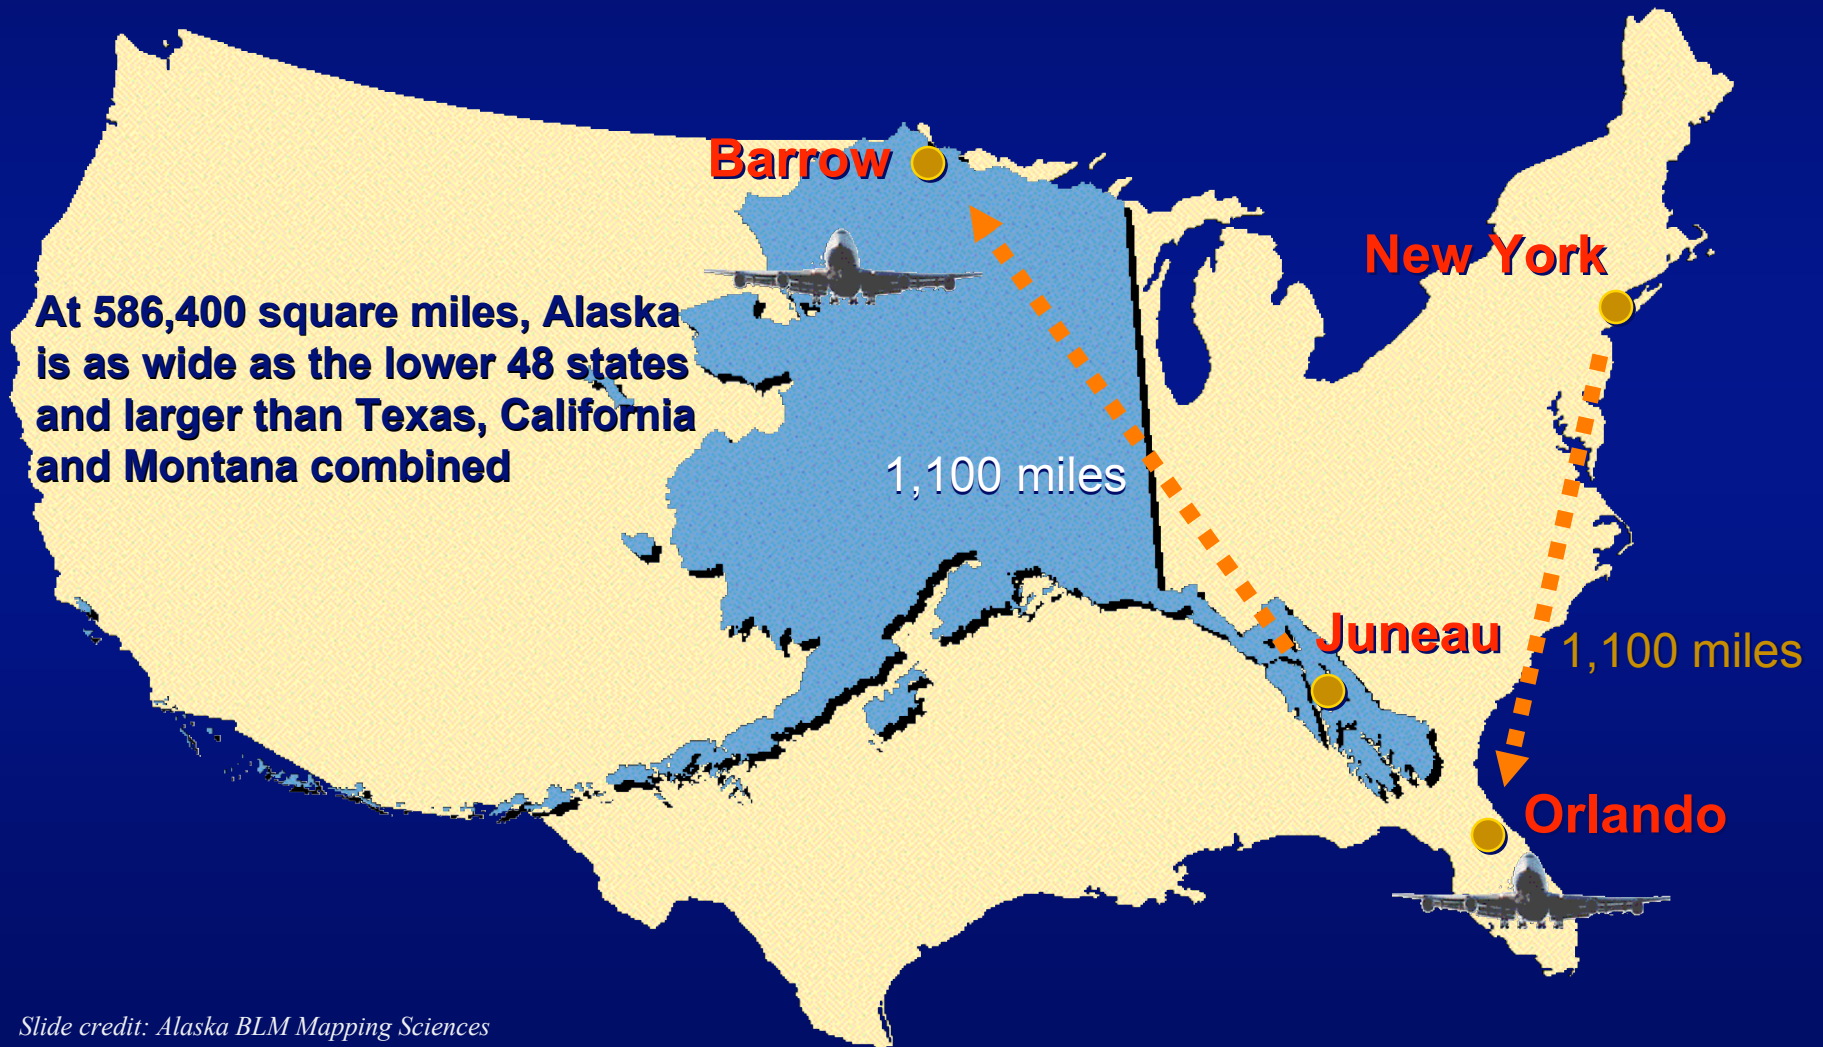 Barrow
New York
At 586,400 square miles, Alaska
is as wide as the lower 48 states
and larger than Texas, California
and Montana combined
1,100 miles
Juneau
1,100 miles
Orlando
Slide credit: Alaska BLM Mapping Sciences